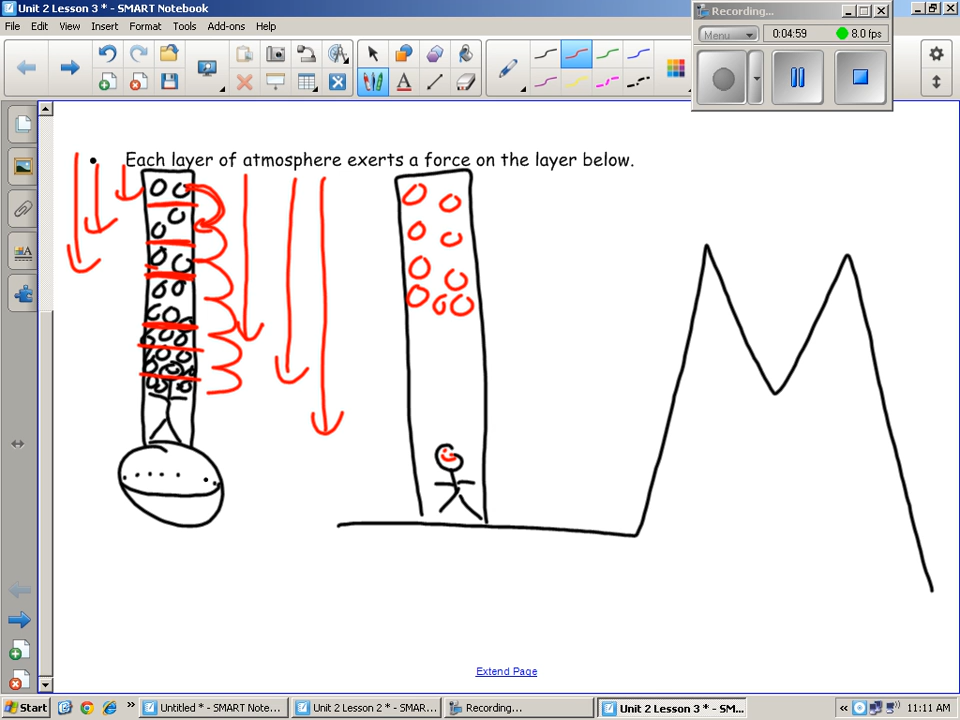 Unit 2 Lesson 3 * - SMART Notebook
Recording...
File Edit View Insert Format Tools Add-ons Help
Menu 0:04:59 8.0 fps
• Each layer of atmosphere exerts a force on the layer below.
Extend Page
Start Untitled * - SMART Note... Unit 2 Lesson 2 * - SMAR... Recording... Unit 2 Lesson 3 * - SM... 11:11 AM